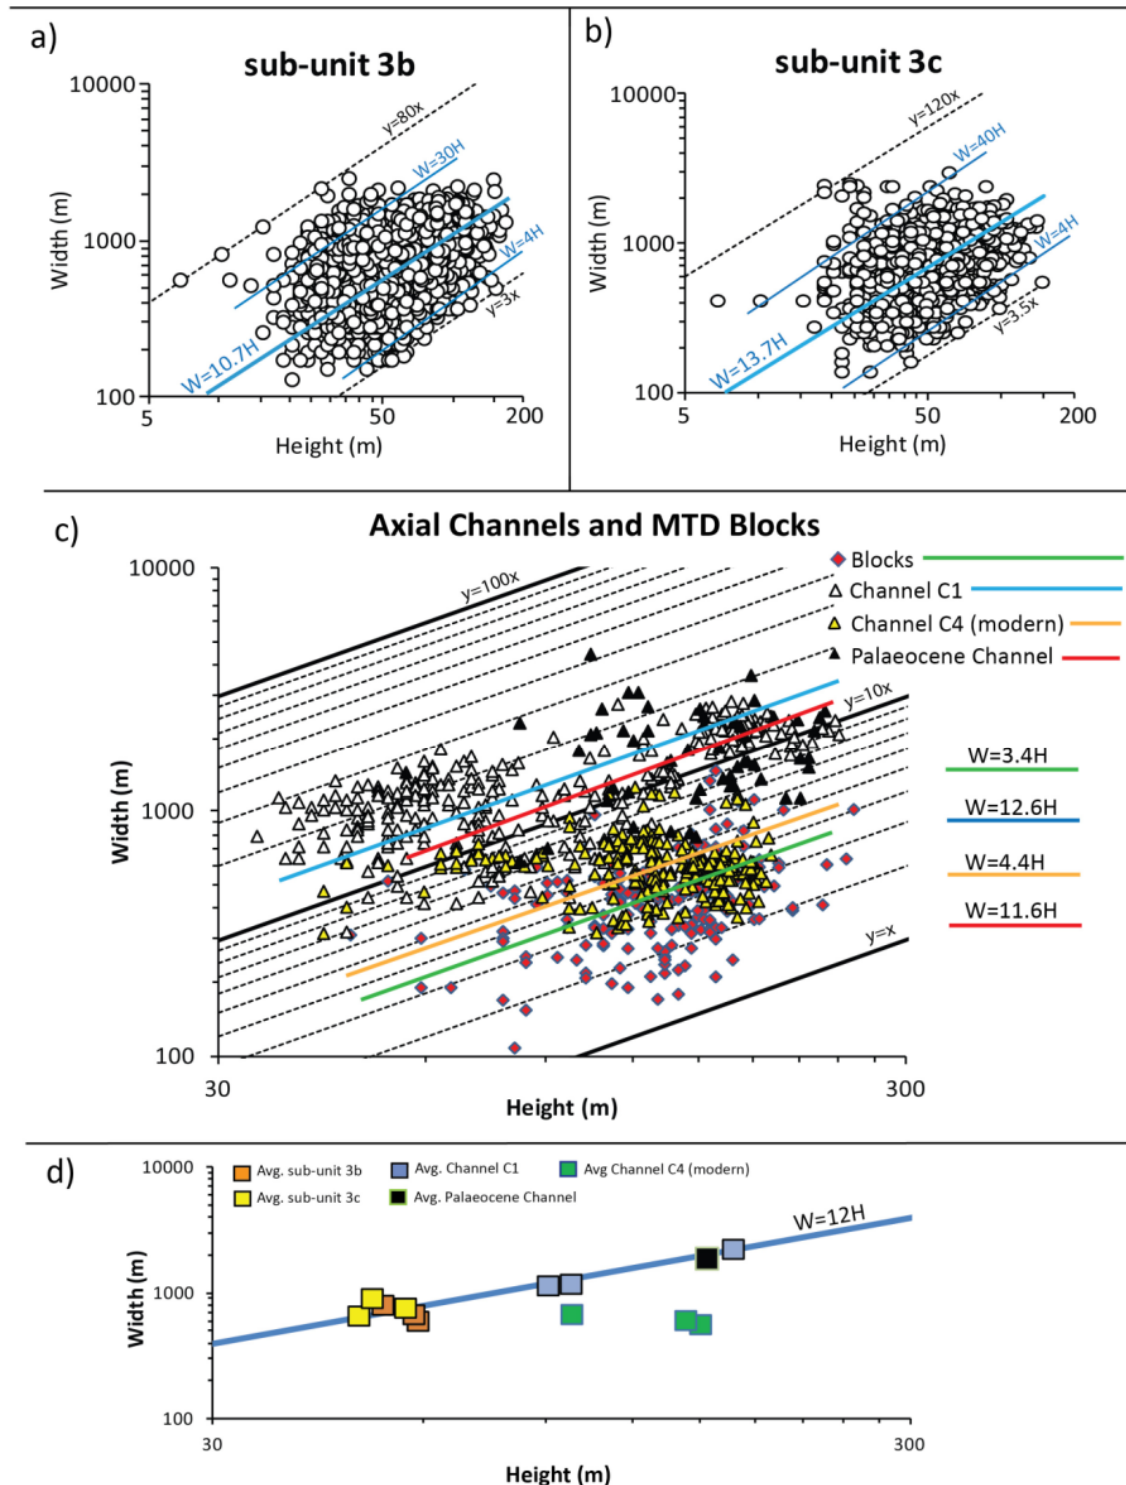 a)
sub-unit 3b
10000
1000
100
5
50
200
Width (m)
Height (m)
y=80x
W=30H
W=4H
y=3x
W=10.7H
b)
sub-unit 3c
10000
1000
100
5
50
200
Width (m)
Height (m)
y=120x
W=40H
W=4H
y=3.5x
W=13.7H
c)
Axial Channels and MTD Blocks
10000
1000
100
30
300
Width (m)
Height (m)
y=100x
y=10x
y=x
Blocks
Channel C1
Channel C4 (modern)
Palaeocene Channel
W=3.4H
W=12.6H
W=4.4H
W=11.6H
d)
10000
1000
100
30
300
Width (m)
Height (m)
Avg. sub-unit 3b
Avg. Channel C1
Avg Channel C4 (modern)
Avg. sub-unit 3c
Avg. Palaeocene Channel
W=12H